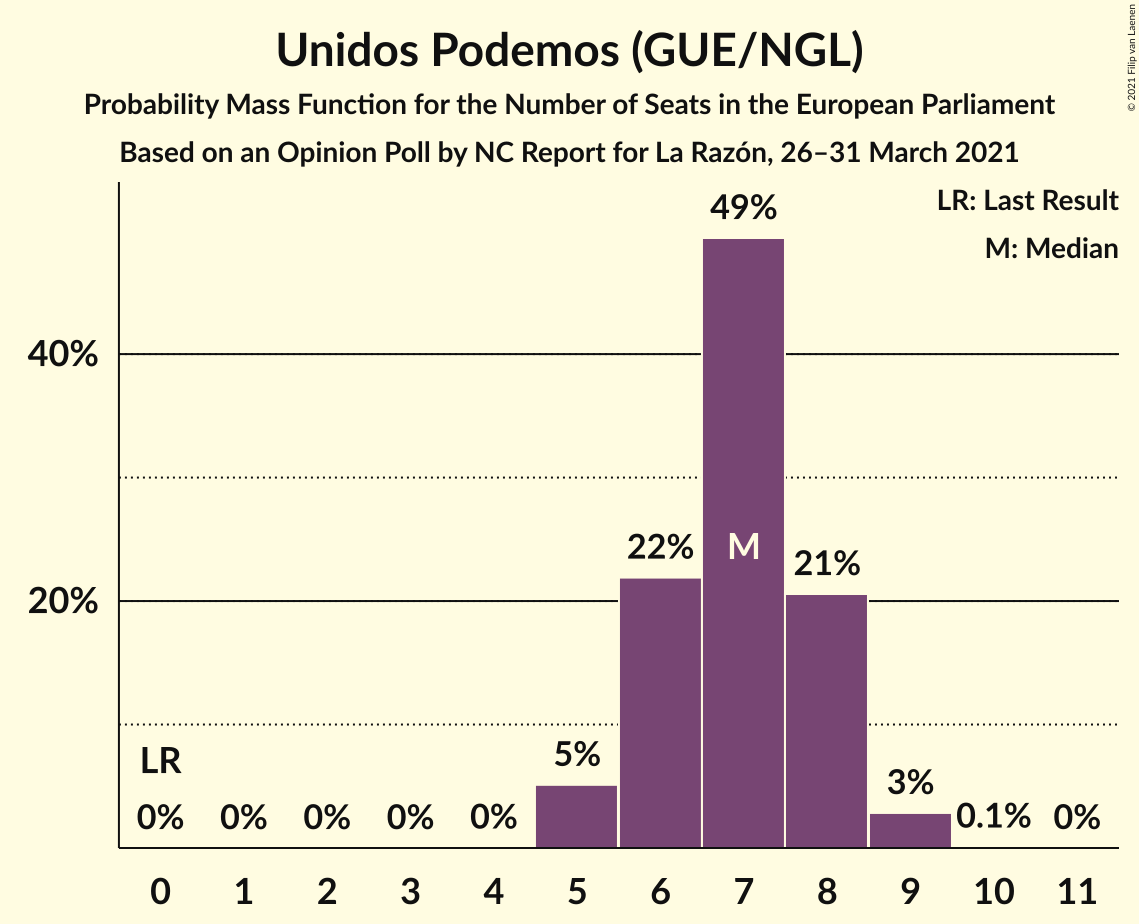 Unidos Podemos (GUE/NGL)
Probability Mass Function for the Number of Seats in the European Parliament
Based on an Opinion Poll by NC Report for La Razón, 26–31 March 2021
© 2021 Filip van Laenen
LR: Last Result
M: Median
49%
40%
22%
M
21%
20%
LR
5%
3%
0% 0% 0% 0% 0% 0.1% 0%
0 1 2 3 4 5 6 7 8 9 10 11